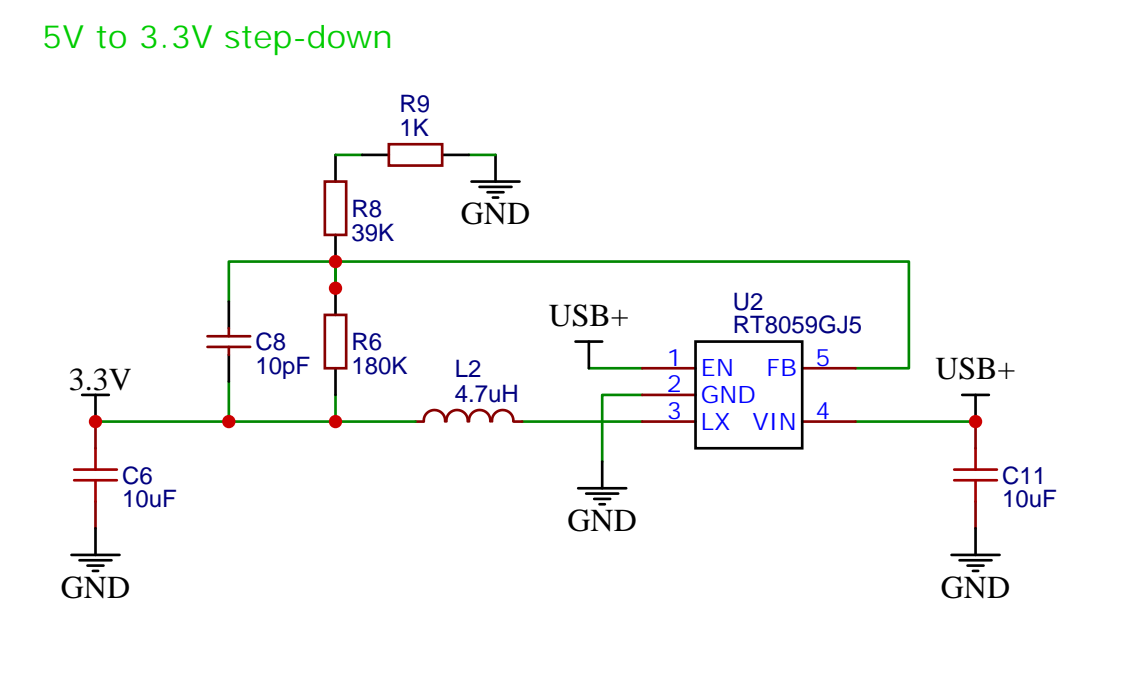 5V to 3.3V step-down
R9
1K
GND
R8
39K
USB+
U2
RT8059GJ5
C8
10pF
R6
180K
L2
4.7uH
1
EN
FB
5
2
GND
3
LX
VIN
4
3.3V
USB+
C6
10uF
GND
GND
C11
10uF
GND